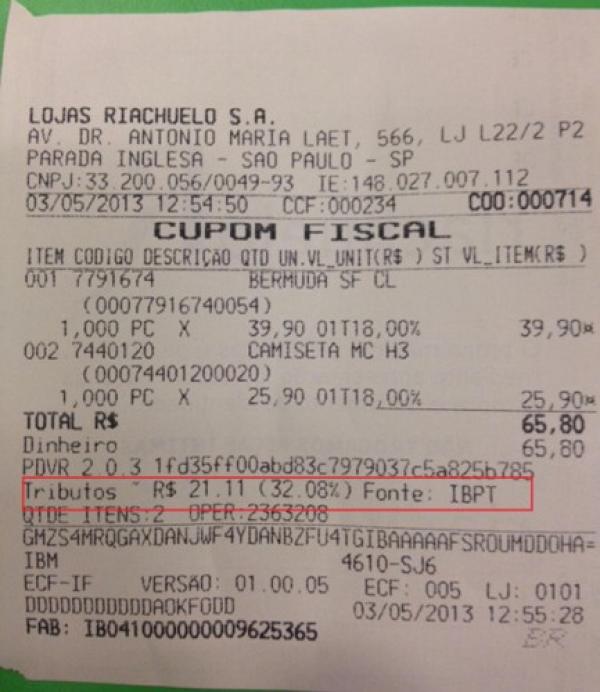 LOJAS RIACHUELO S.A.
AV. DR. ANTONIO MARIA LAET, 566, LJ L22/2 P2
PARADA INGLESA - SAO PAULO - SP
CNPJ:33.200.056/0049-93 IE:148.027.007.112
03/05/2013 12:54:50 CCF:000234 COO:000714
CUPOM FISCAL
ITEM CODIGO DESCRIÇÃO QTD UN.VL_UNIT(R$ ) ST VL_ITEM(R$ )
001 7791674 BERMUDA SF CL
(00077916740054)
1,000 PC X 39,90 01T18,00% 39,90¤
002 7440120 CAMISETA MC H3
(00074401200020)
1,000 PC X 25,90 01T18,00% 25,90¤
TOTAL R$ 65,80
Dinheiro 65,80
PDVR 2.0.3 1fd35ff00abd83c7979037c5a825b785
Tributos ~ R$ 21.11 (32.08%) Fonte: IBPT
QTDE ITENS:2 OPER:2363208
GMZS4MRQGAXDANJWF4YDANBZFU4TGIBAAAAAFSROUMDDOHA=
IBM 4610-SJ6
ECF-IF VERSÃO: 01.00.05 ECF: 005 LJ: 0101
DDDDDDDDDDDAOKFODD 03/05/2013 12:55:28
FAB: IB041000000009625365 BR